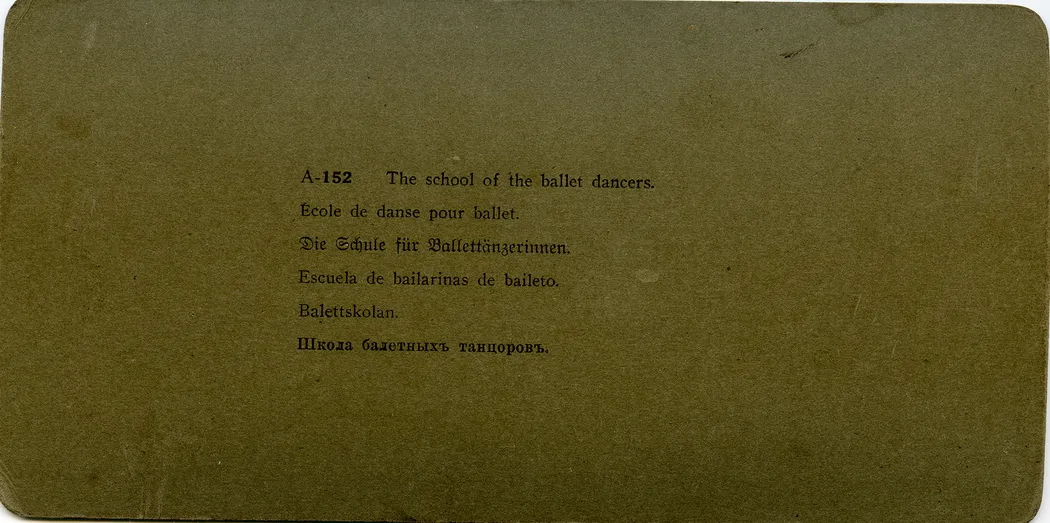 A-152 The school of the ballet dancers.
École de danse pour ballet.
Die Schule für Ballettänzerinnen.
Escuela de bailarinas de baileto.
Balettskolan.
Школа балетныхъ танцоровъ.